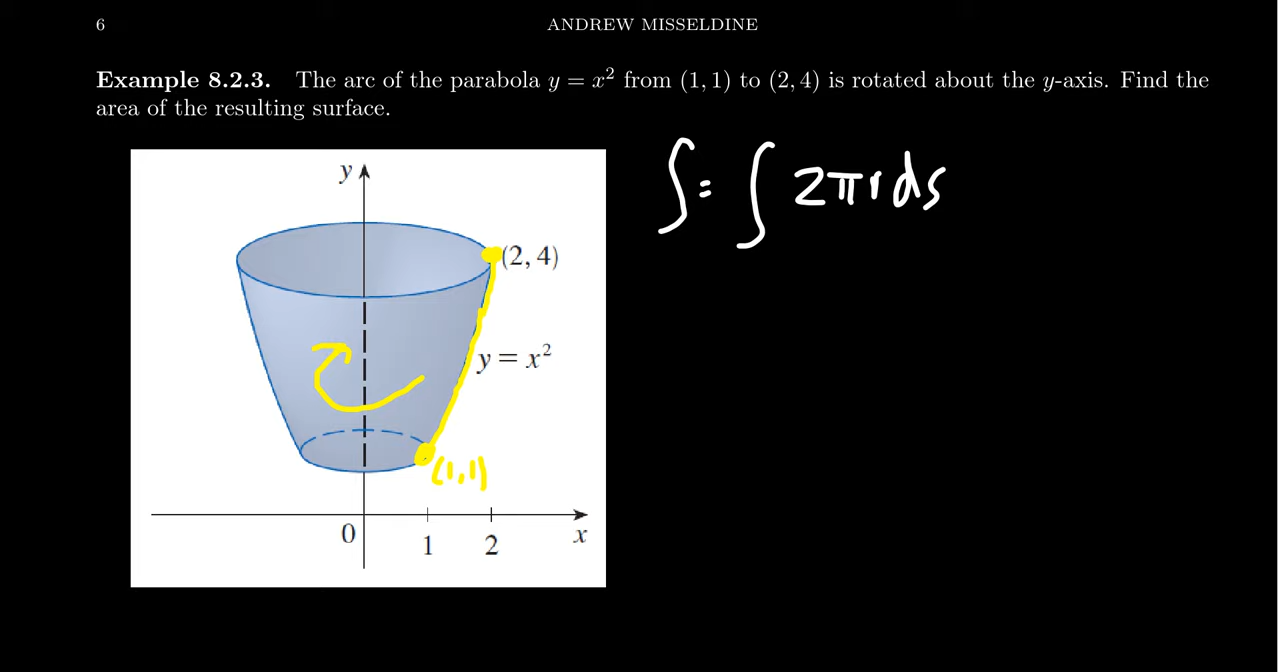 6 ANDREW MISSELDINE
Example 8.2.3. The arc of the parabola y = x² from (1, 1) to (2, 4) is rotated about the y-axis. Find the
area of the resulting surface.
S = ∫ 2πr ds
y
(2, 4)
y = x²
(1,1)
0
1
2
x